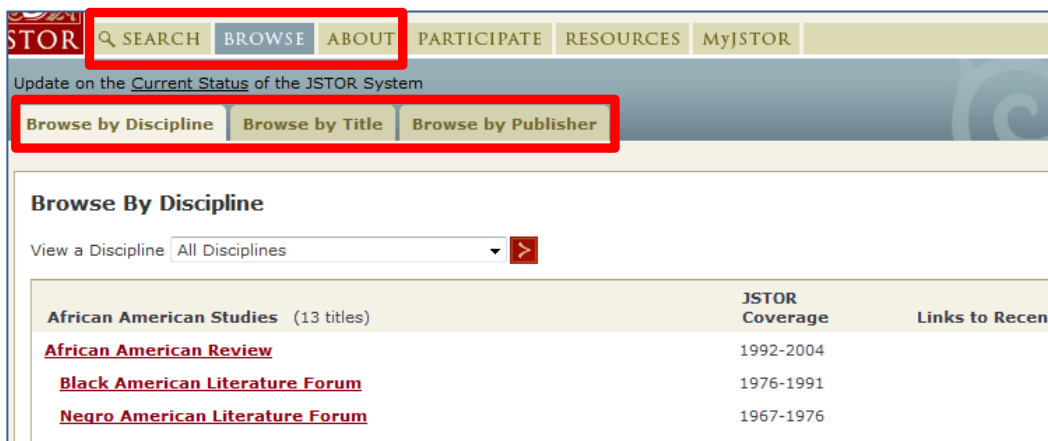 STOR SEARCH BROWSE ABOUT PARTICIPATE RESOURCES MyJSTOR
Update on the Current Status of the JSTOR System
Browse by Discipline Browse by Title Browse by Publisher
Browse By Discipline
View a Discipline All Disciplines >
African American Studies (13 titles) JSTOR Coverage Links to Recen
African American Review 1992-2004
Black American Literature Forum 1976-1991
Negro American Literature Forum 1967-1976